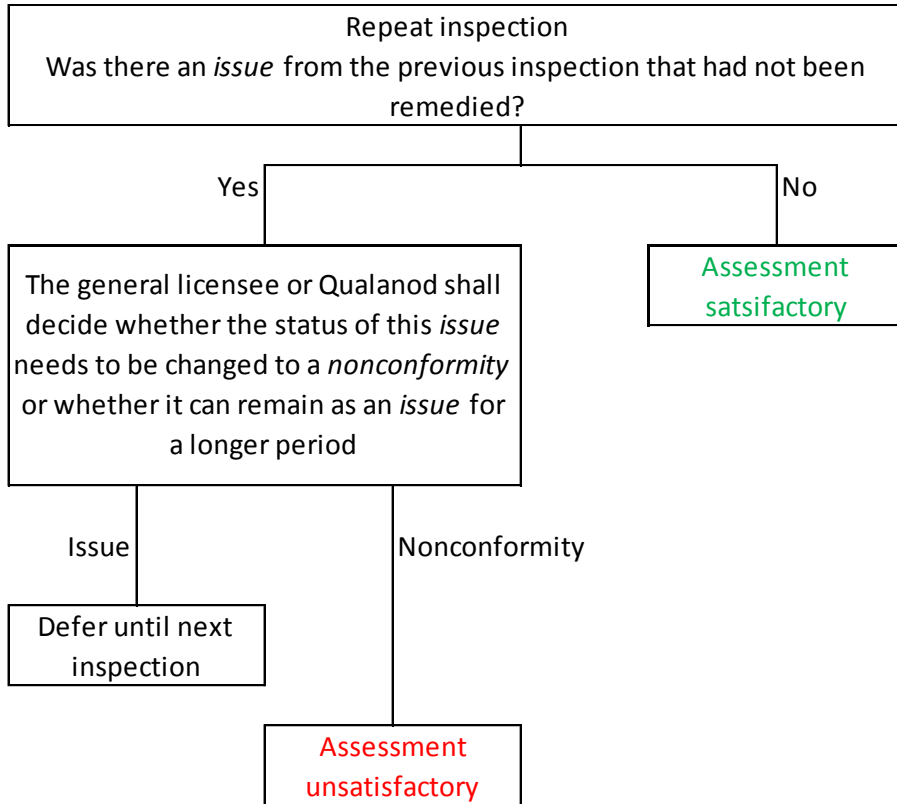 Repeat inspection
Was there an issue from the previous inspection that had not been
remedied?
Yes
No
The general licensee or Qualanod shall
decide whether the status of this issue
needs to be changed to a nonconformity
or whether it can remain as an issue for
a longer period
Assessment
satsifactory
Issue
Nonconformity
Defer until next
inspection
Assessment
unsatisfactory